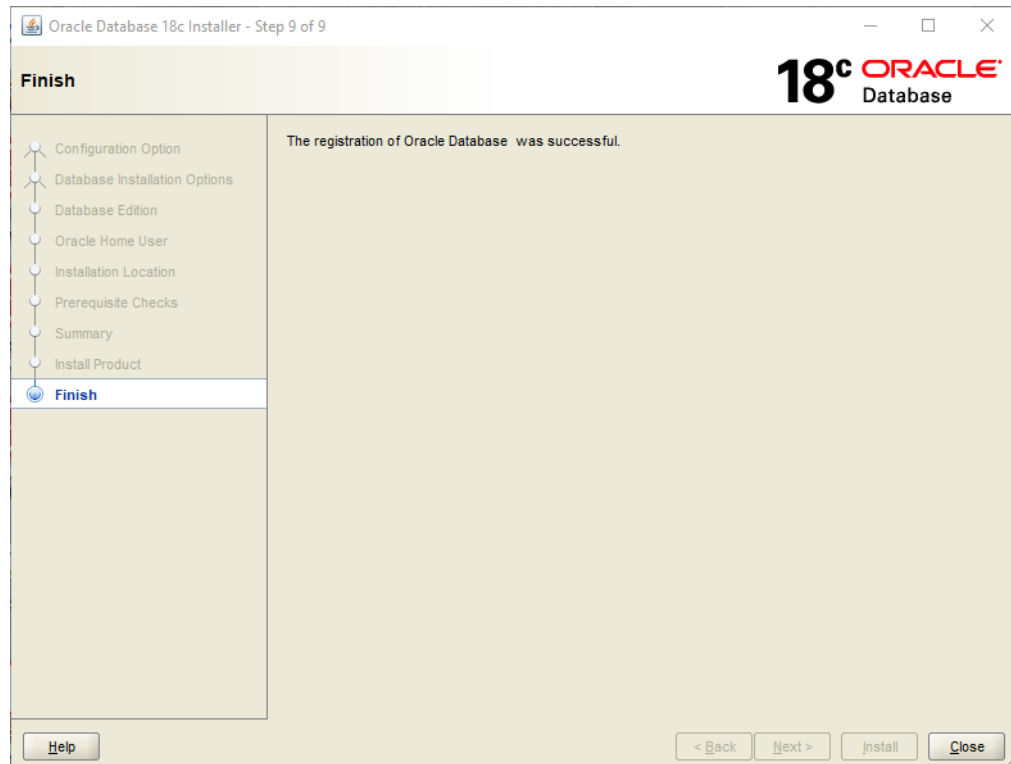 Oracle Database 18c Installer - Step 9 of 9
Finish
18c ORACLE
Database
Configuration Option
Database Installation Options
Database Edition
Oracle Home User
Installation Location
Prerequisite Checks
Summary
Install Product
Finish
The registration of Oracle Database  was successful.
Help
< Back
Next >
Install
Close